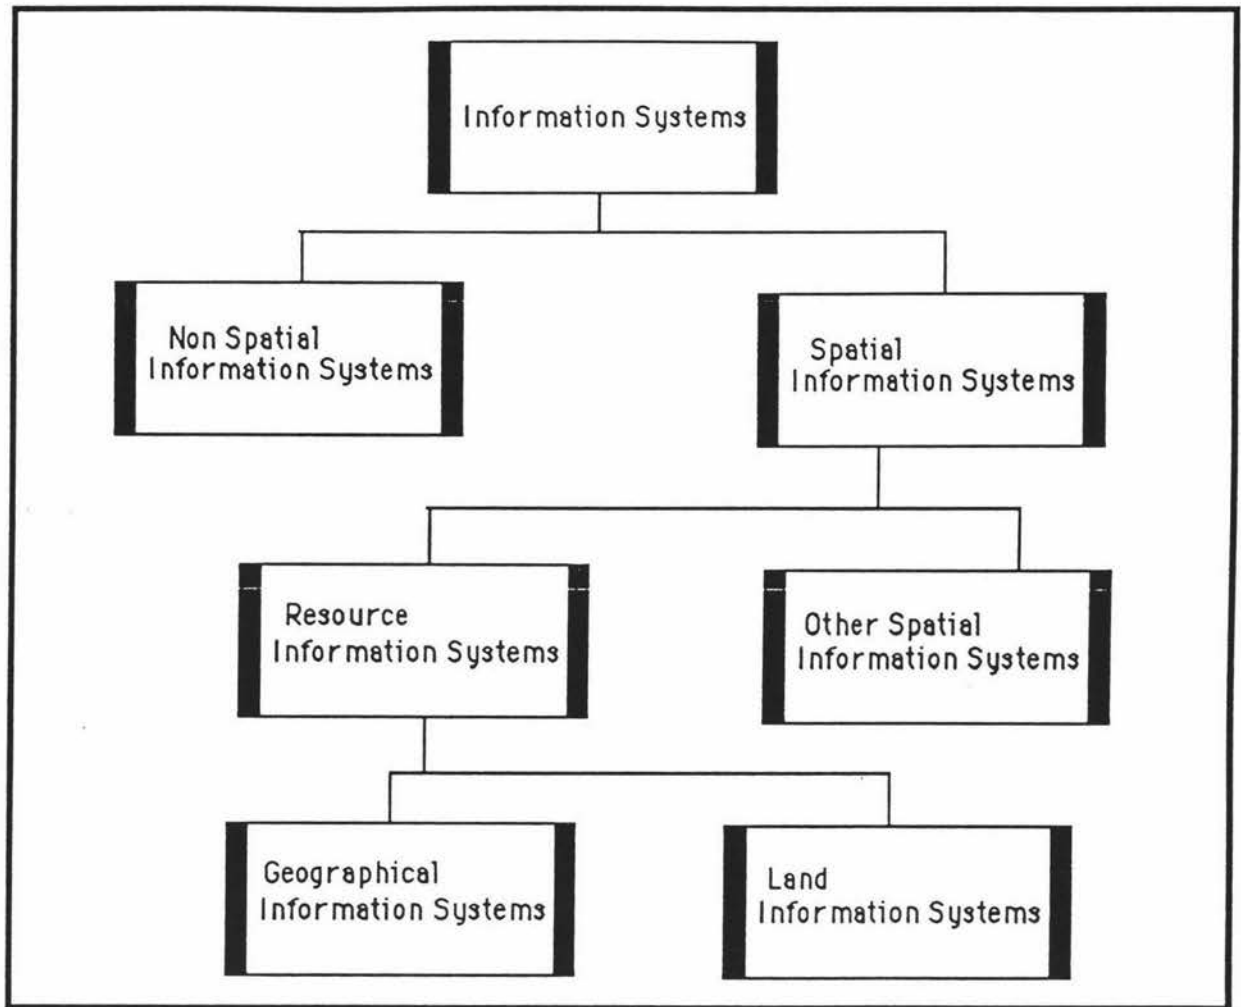 Information Systems
Non Spatial
Information Systems
Spatial
Information Systems
Resource
Information Systems
Other Spatial
Information Systems
Geographical
Information Systems
Land
Information Systems